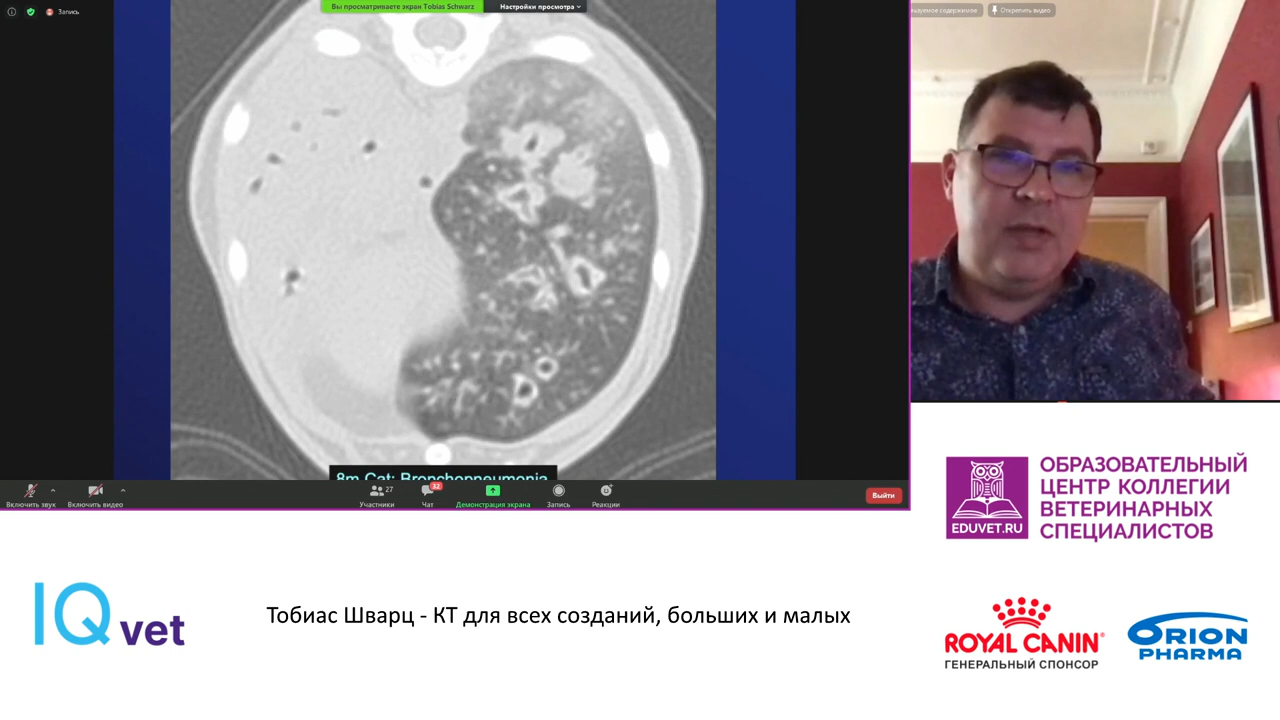 Запись
Вы просматриваете экран Tobias Schwarz
Настройки просмотра
содержимое
Открепить видео
8m Cat: Bronchopneumonia
Включить звук
Включить видео
27
Участники
32
Чат
Демонстрация экрана
Запись
Реакции
Выйти
EDUVET.RU
ОБРАЗОВАТЕЛЬНЫЙ
ЦЕНТР КОЛЛЕГИИ
ВЕТЕРИНАРНЫХ
СПЕЦИАЛИСТОВ
IQ vet
Тобиас Шварц - КТ для всех созданий, больших и малых
ROYAL CANIN
ГЕНЕРАЛЬНЫЙ СПОНСОР
ORION
PHARMA